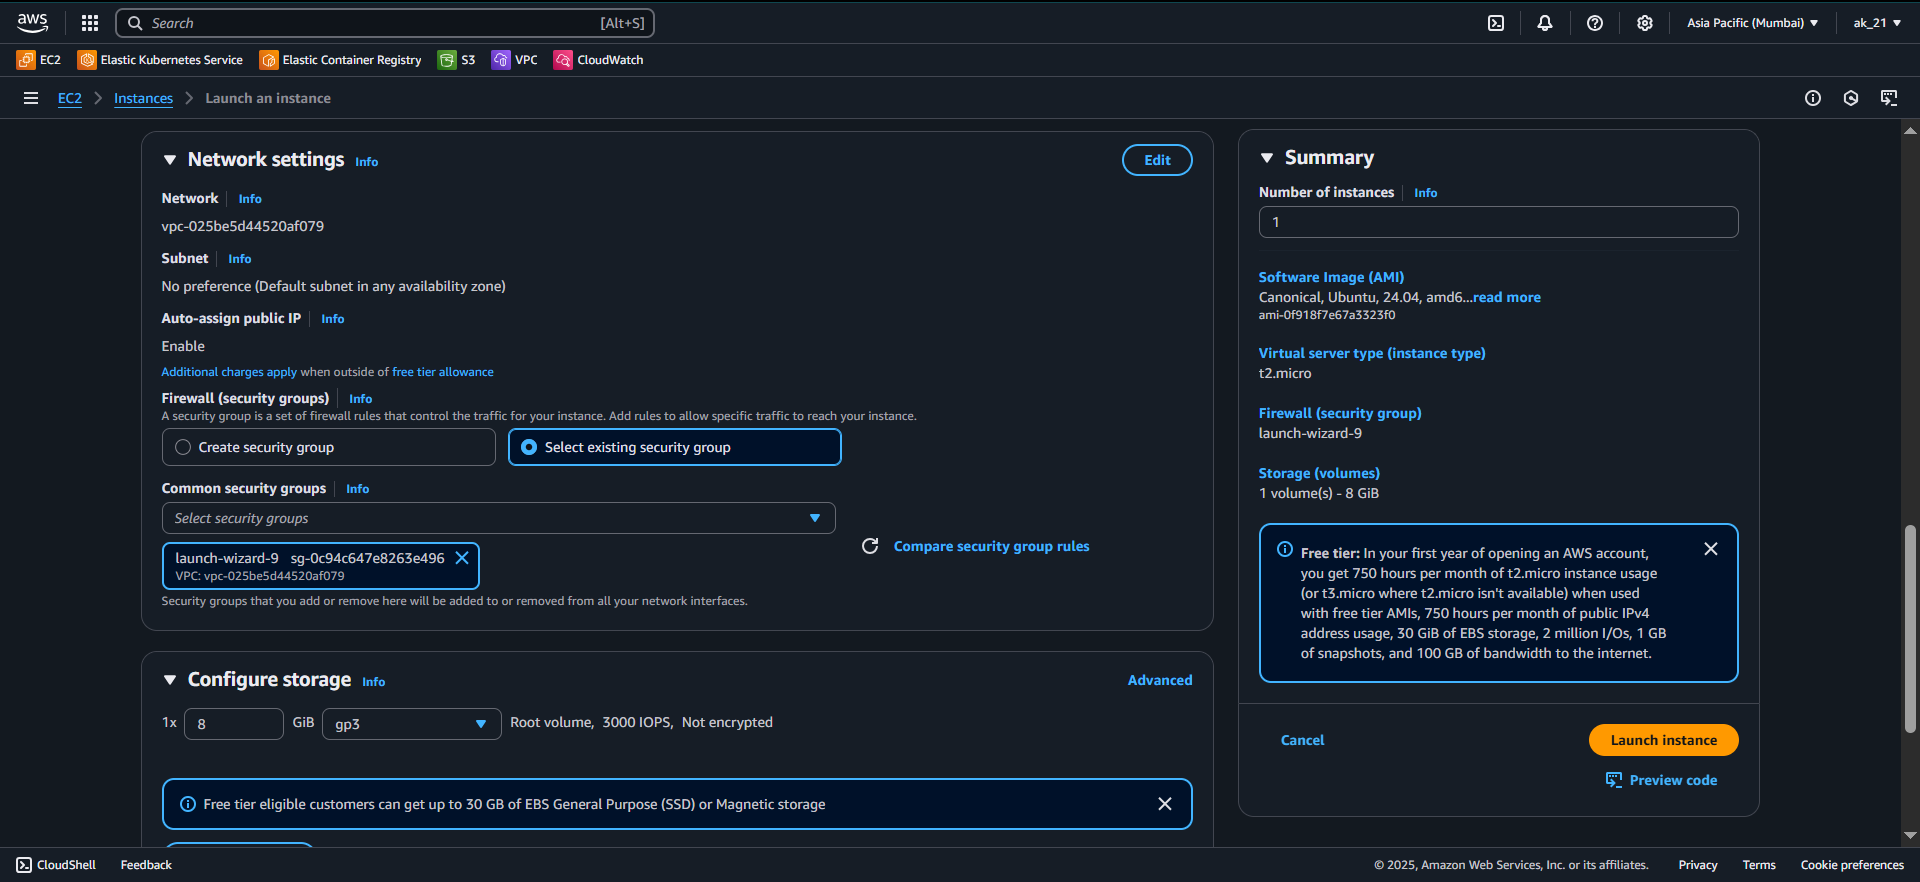 aws
Search [Alt+S]
Asia Pacific (Mumbai)
ak_21
EC2 Elastic Kubernetes Service Elastic Container Registry S3 VPC CloudWatch
EC2 Instances Launch an instance
Network settings Info
Edit
Network Info
vpc-025be5d44520af079
Subnet Info
No preference (Default subnet in any availability zone)
Auto-assign public IP Info
Enable
Additional charges apply when outside of free tier allowance
Firewall (security groups) Info
A security group is a set of firewall rules that control the traffic for your instance. Add rules to allow specific traffic to reach your instance.
Create security group
Select existing security group
Common security groups Info
Select security groups
launch-wizard-9 sg-0c94c647e8263e496
VPC: vpc-025be5d44520af079
Compare security group rules
Security groups that you add or remove here will be added to or removed from all your network interfaces.
Configure storage Info
Advanced
1x 8 GiB gp3 Root volume, 3000 IOPS, Not encrypted
Free tier eligible customers can get up to 30 GB of EBS General Purpose (SSD) or Magnetic storage
Summary
Number of instances Info
1
Software Image (AMI)
Canonical, Ubuntu, 24.04, amd6...read more
ami-0f918f7e67a3323f0
Virtual server type (instance type)
t2.micro
Firewall (security group)
launch-wizard-9
Storage (volumes)
1 volume(s) - 8 GiB
Free tier: In your first year of opening an AWS account,
you get 750 hours per month of t2.micro instance usage
(or t3.micro where t2.micro isn't available) when used
with free tier AMIs, 750 hours per month of public IPv4
address usage, 30 GiB of EBS storage, 2 million I/Os, 1 GB
of snapshots, and 100 GB of bandwidth to the internet.
Cancel
Launch instance
Preview code
CloudShell Feedback
© 2025, Amazon Web Services, Inc. or its affiliates. Privacy Terms Cookie preferences